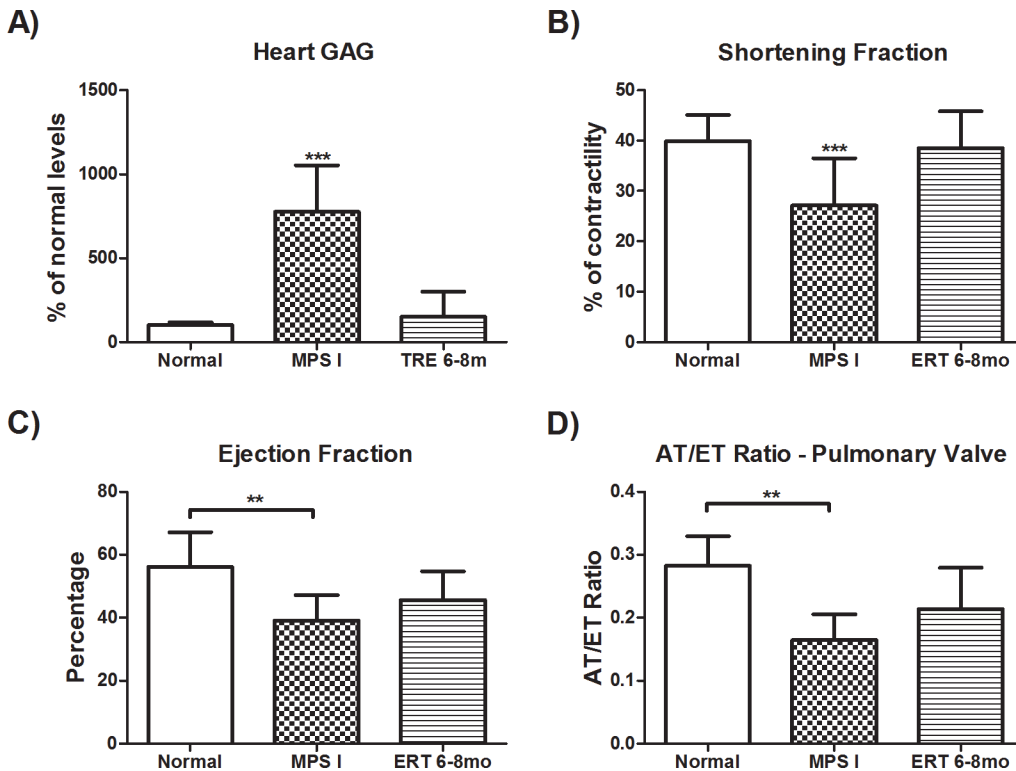 A)
Heart GAG
% of normal levels
1500
1000
500
0
***
Normal MPS I TRE 6-8m
B)
Shortening Fraction
% of contractility
50
40
30
20
10
0
***
Normal MPS I ERT 6-8mo
C)
Ejection Fraction
Percentage
80
60
40
20
0
**
Normal MPS I ERT 6-8mo
D)
AT/ET Ratio - Pulmonary Valve
AT/ET Ratio
0.4
0.3
0.2
0.1
0.0
**
Normal MPS I ERT 6-8mo